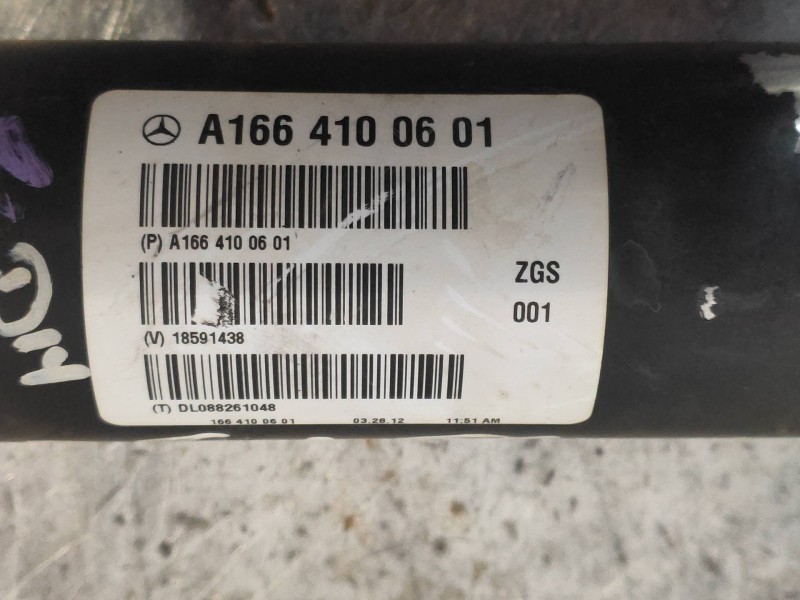 A166 410 06 01
(P) A166 410 06 01
ZGS
001
(V) 18591438
(T) DL088261048
166 410 06 01 03.28.12 11:51 AM